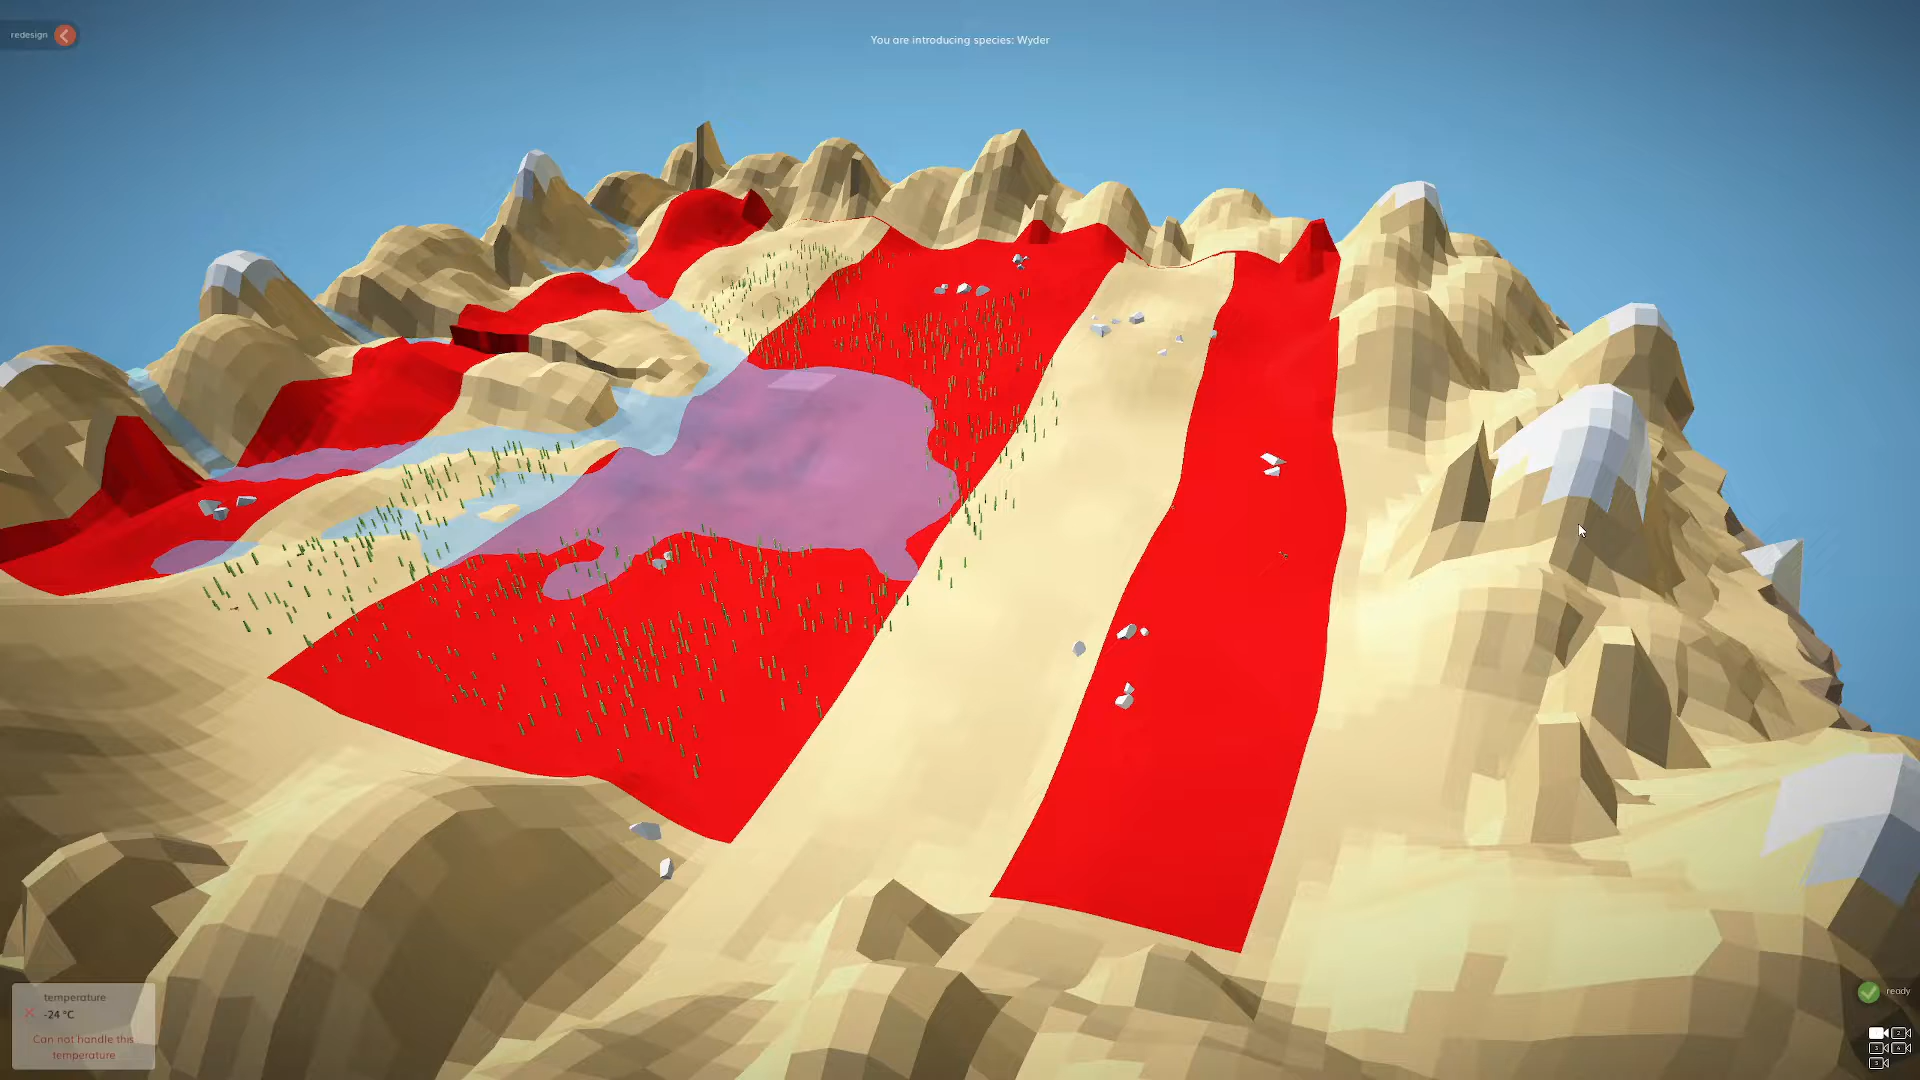 redesign
You are introducing species: Wyder
temperature
-24 °C
Can not handle this
temperature
ready